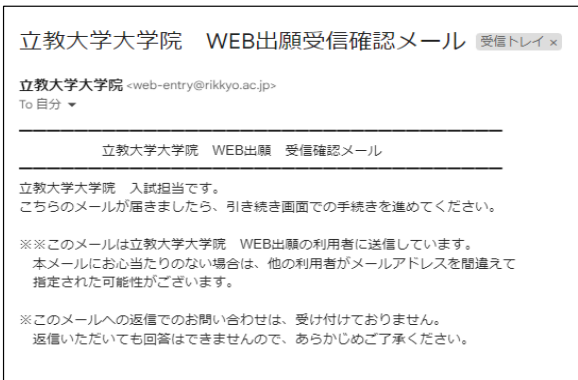 立教大学大学院　WEB出願受信確認メール 受信トレイ ×
立教大学大学院 <web-entry@rikkyo.ac.jp>
To 自分
立教大学大学院　WEB出願　受信確認メール
立教大学大学院　入試担当です。
こちらのメールが届きましたら、引き続き画面での手続きを進めてください。
※※このメールは立教大学大学院　WEB出願の利用者に送信しています。
本メールにお心当たりのない場合は、他の利用者がメールアドレスを間違えて
指定された可能性がございます。
※このメールへの返信でのお問い合わせは、受け付けておりません。
返信いただいても回答はできませんので、あらかじめご了承ください。